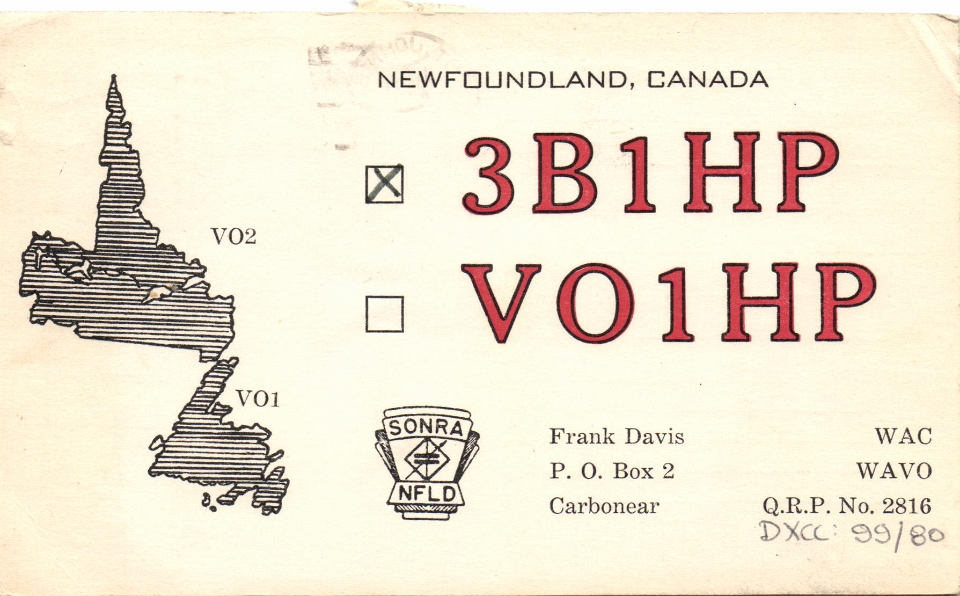 NEWFOUNDLAND, CANADA
3B1HP
VO2
VO1HP
VO1
SONRA
NFLD
Frank Davis WAC
P. O. Box 2 WAVO
Carbonear Q.R.P. No. 2816
DXCC: 99/80